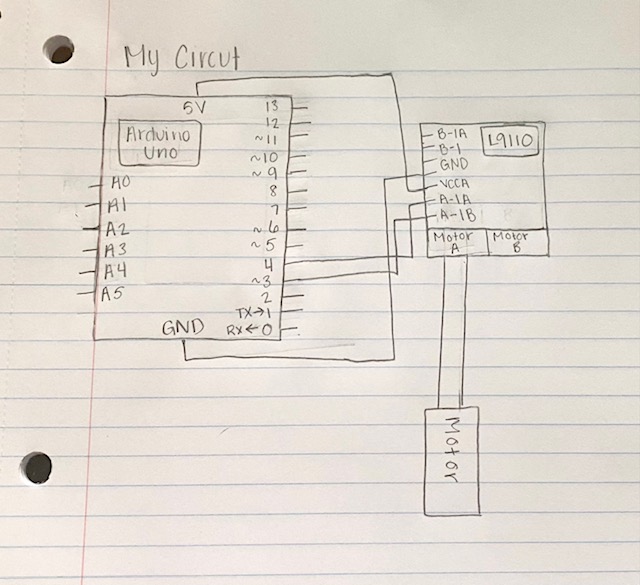 My Circut
5V
Arduino
Uno
A0
A1
A2
A3
A4
A5
13
12
~11
~10
~9
8
7
~6
~5
4
~3
2
TX→1
RX←0
GND
L9110
B-1A
B-1
GND
VCCA
A-1A
A-1B
Motor
A
Motor
B
Motor